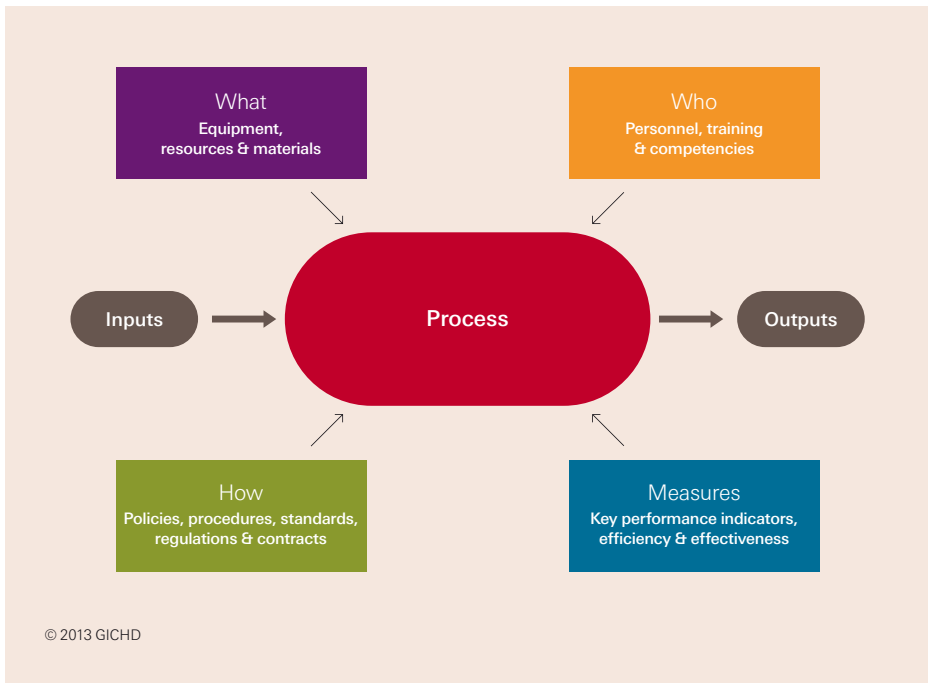 What
Equipment,
resources & materials
Who
Personnel, training
& competencies
Inputs
Process
Outputs
How
Policies, procedures, standards,
regulations & contracts
Measures
Key performance indicators,
efficiency & effectiveness
© 2013 GICHD